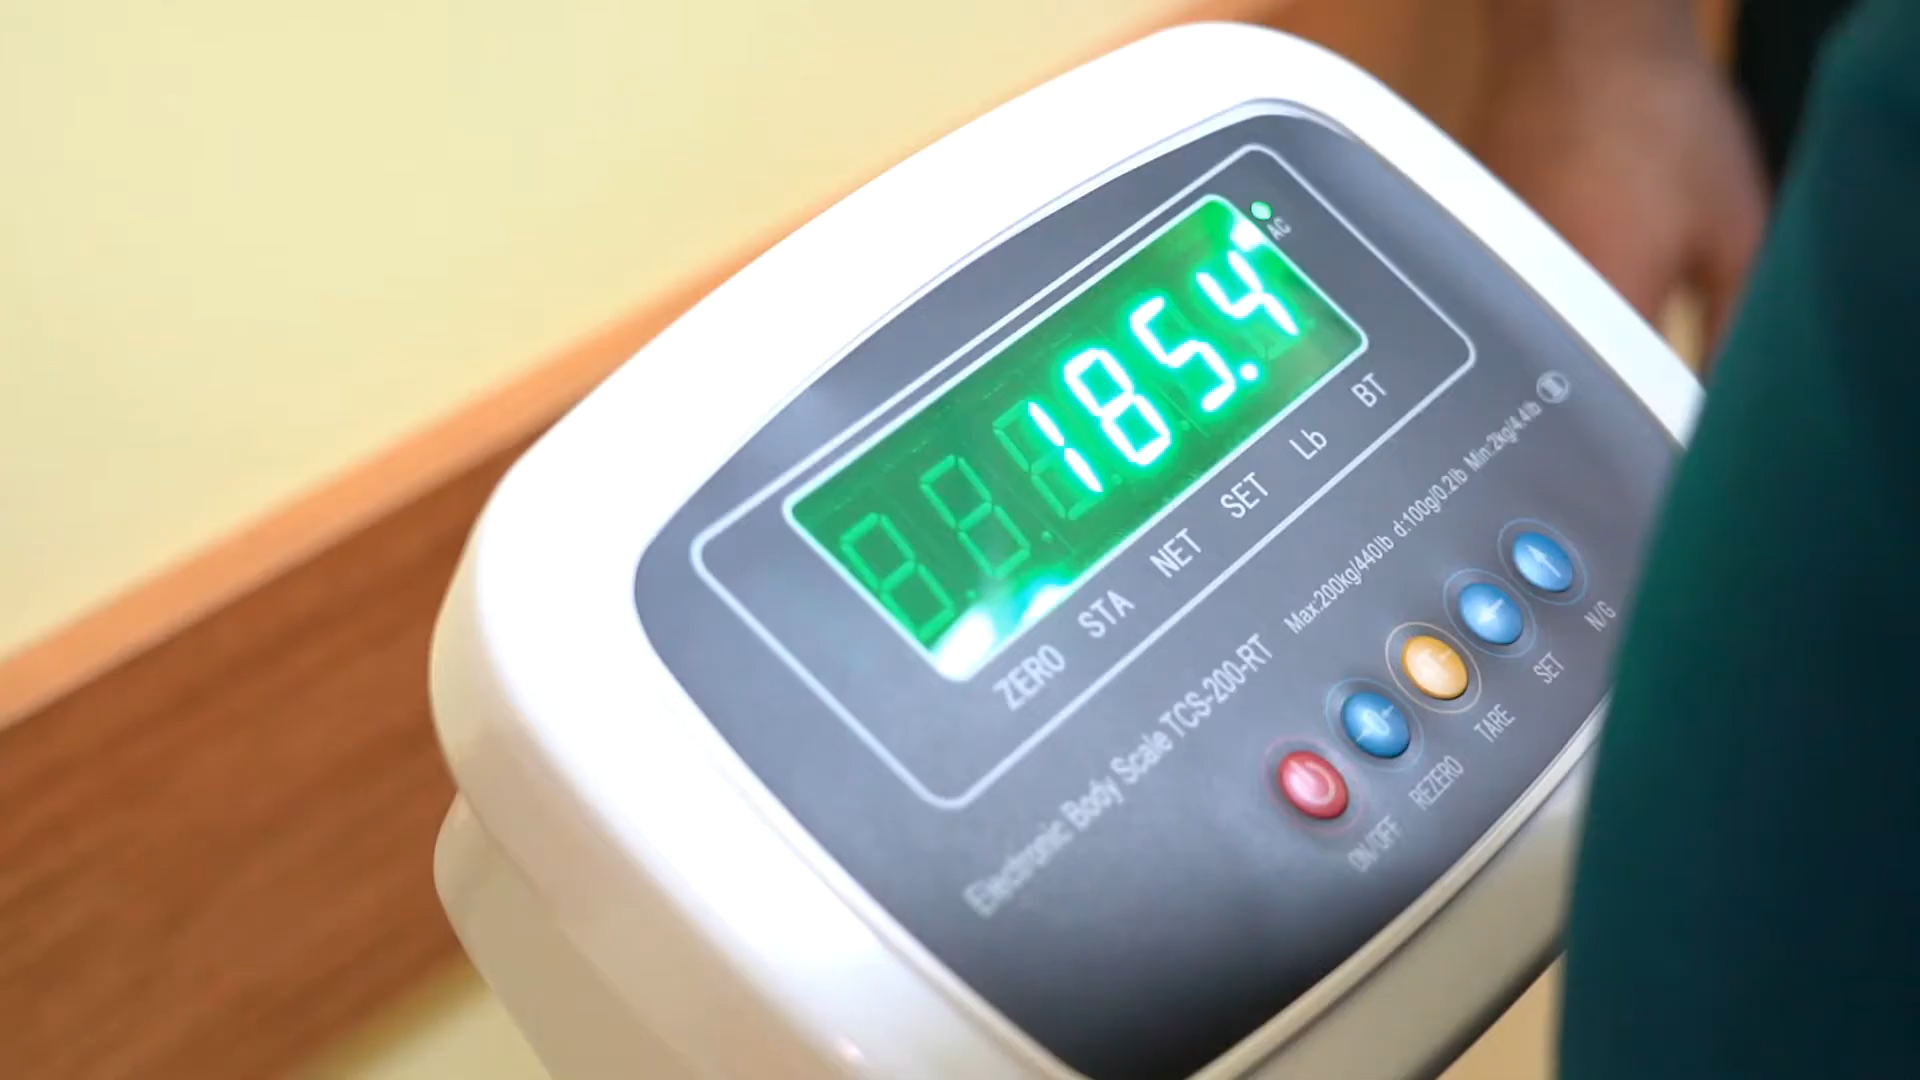 AC
185.4
ZERO STA NET SET Lb BT
Electronic Body Scale TCS-200-RT Max:200kg/440lb d:100g/0.2lb Min:2kg/4.4lb
ON/OFF REZERO TARE SET N/G